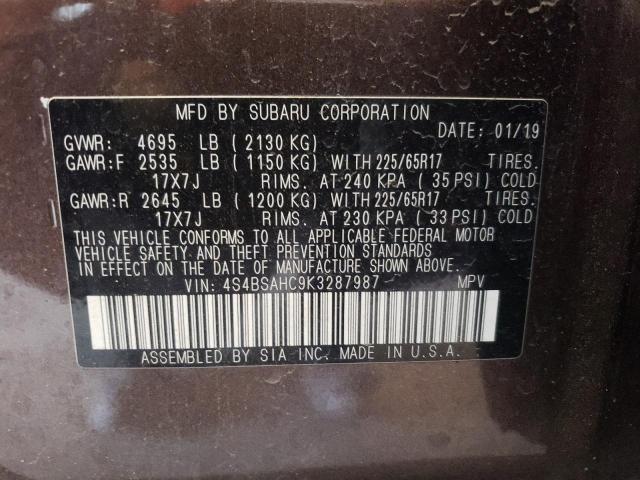 MFD BY SUBARU CORPORATION
DATE: 01/19
GVWR: 4695 LB ( 2130 KG)
GAWR:F 2535 LB ( 1150 KG) WITH 225/65R17 TIRES.
17X7J RIMS. AT 240 KPA ( 35 PSI) COLD
GAWR:R 2645 LB ( 1200 KG) WITH 225/65R17 TIRES.
17X7J RIMS. AT 230 KPA ( 33 PSI) COLD
THIS VEHICLE CONFORMS TO ALL APPLICABLE FEDERAL MOTOR
VEHICLE SAFETY AND THEFT PREVENTION STANDARDS
IN EFFECT ON THE DATE OF MANUFACTURE SHOWN ABOVE.
VIN: 4S4BSAHC9K3287987 MPV
ASSEMBLED BY SIA INC. MADE IN U.S.A.